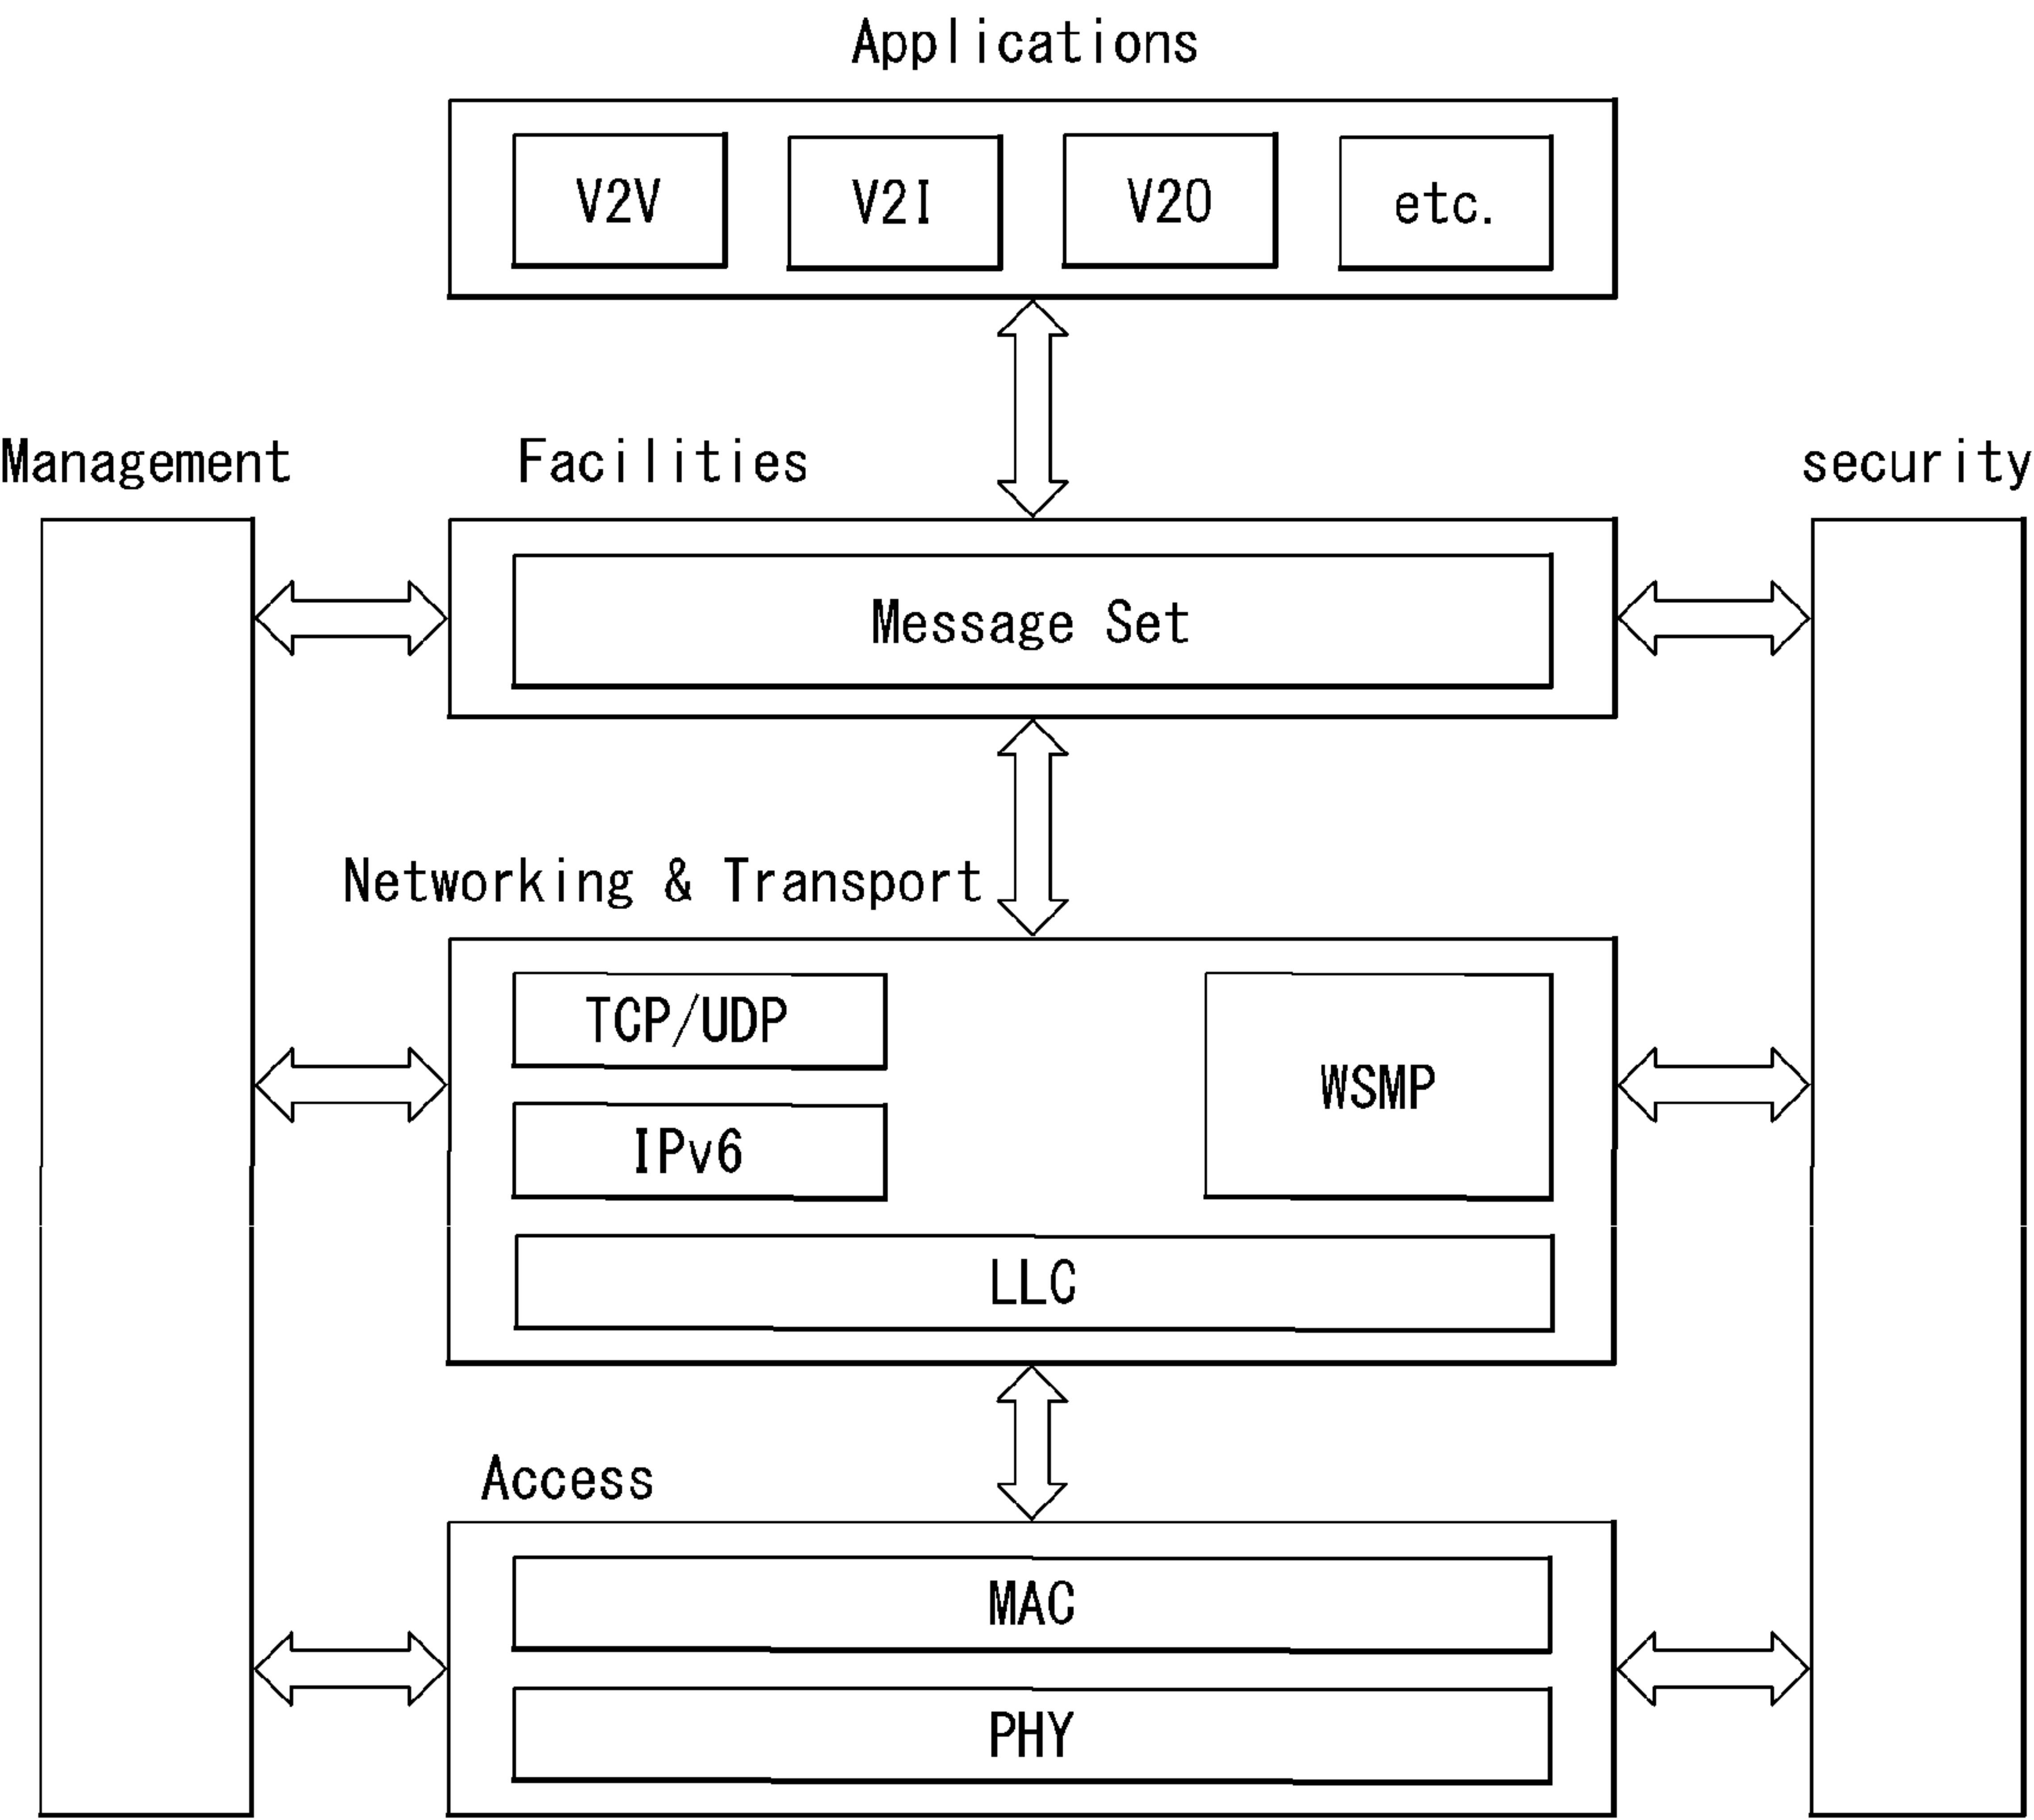 Applications
V2V
V2I
V2O
etc.
Management
Facilities
security
Message Set
Networking & Transport
TCP/UDP
WSMP
IPv6
LLC
Access
MAC
PHY